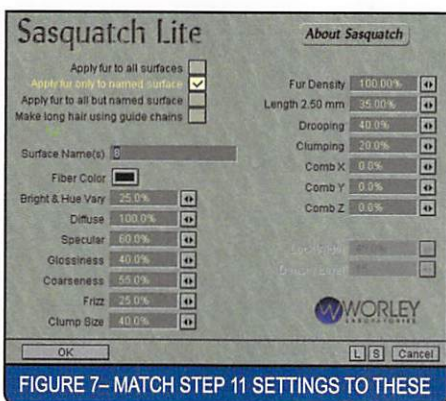 Sasquatch Lite
About Sasquatch
Apply fur to all surfaces
Apply fur only to named surface
Apply fur to all but named surface
Make long hair using guide chains
Surface Name(s) B
Fiber Color
Bright & Hue Vary 25.0%
Diffuse 100.0%
Specular 60.0%
Glossiness 40.0%
Coarseness 55.0%
Frizz 25.0%
Clump Size 40.0%
Fur Density 100.00%
Length 2.50 mm 35.00%
Drooping 40.0%
Clumping 20.0%
Comb X 0.0%
Comb Y 0.0%
Comb Z 0.0%
WORLEY
LABORATORIES
OK
L S Cancel
FIGURE 7– MATCH STEP 11 SETTINGS TO THESE